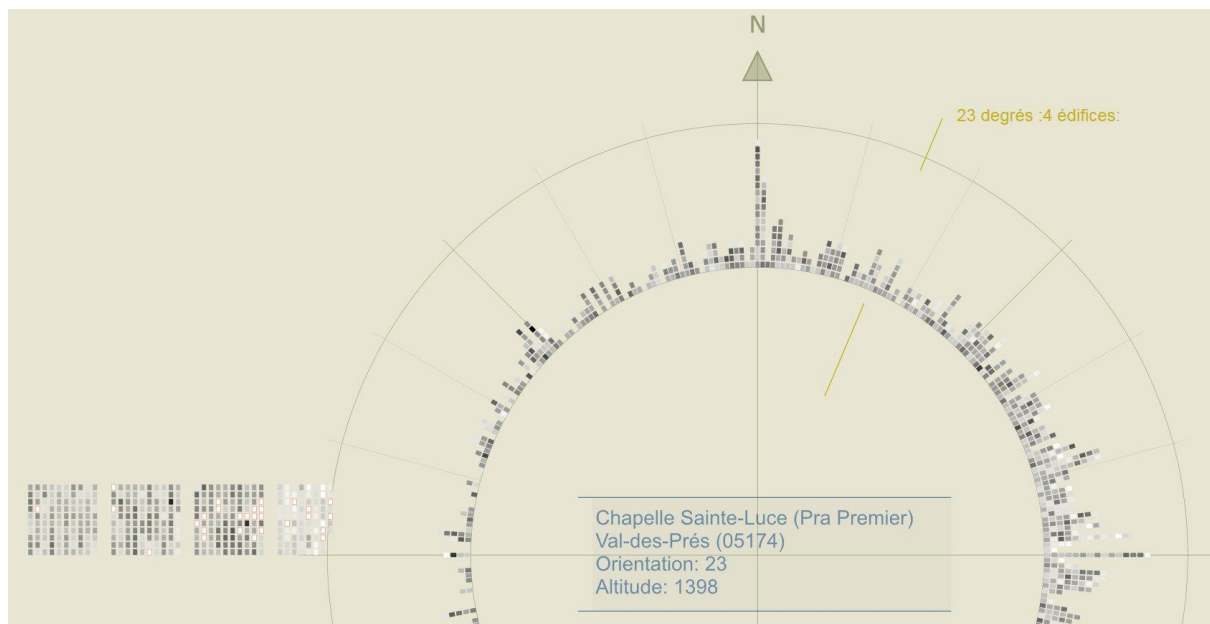 N
23 degrés :4 édifices:
Chapelle Sainte-Luce (Pra Premier)
Val-des-Prés (05174)
Orientation: 23
Altitude: 1398